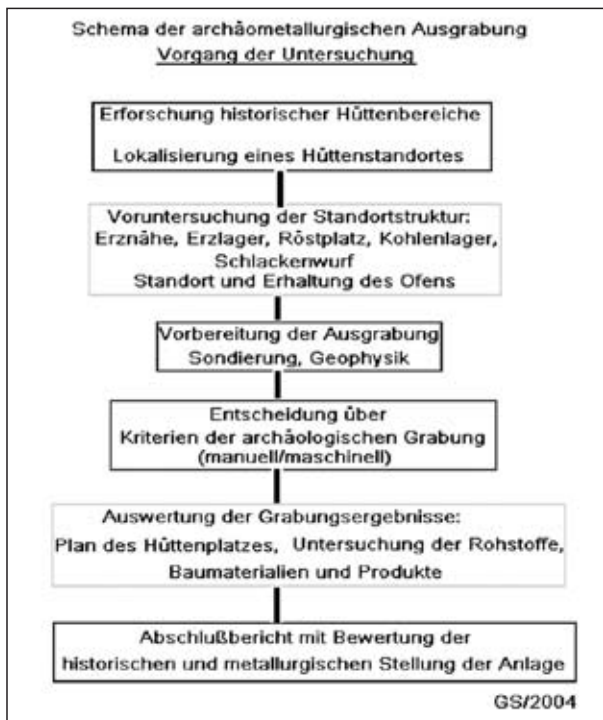 Schema der archäometallurgischen Ausgrabung
Vorgang der Untersuchung
Erforschung historischer Hüttenbereiche
Lokalisierung eines Hüttenstandortes
Voruntersuchung der Standortstruktur:
Erznähe, Erzlager, Röstplatz, Kohlenlager,
Schlackenwurf
Standort und Erhaltung des Ofens
Vorbereitung der Ausgrabung
Sondierung, Geophysik
Entscheidung über
Kriterien der archäologischen Grabung
(manuell/maschinell)
Auswertung der Grabungsergebnisse:
Plan des Hüttenplatzes, Untersuchung der Rohstoffe,
Baumaterialien und Produkte
Abschlußbericht mit Bewertung der
historischen und metallurgischen Stellung der Anlage
GS/2004